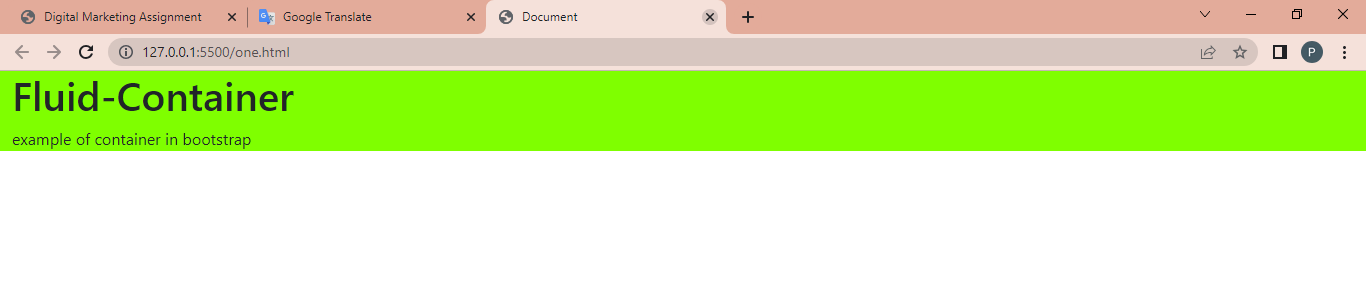 Digital Marketing Assignment
Google Translate
Document
127.0.0.1:5500/one.html
P
Fluid-Container
example of container in bootstrap